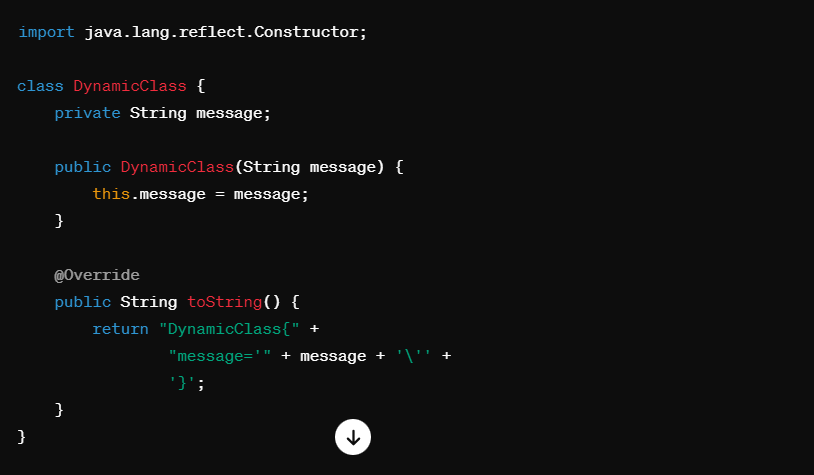 import java.lang.reflect.Constructor;
class DynamicClass {
    private String message;
    public DynamicClass(String message) {
        this.message = message;
    }
    @Override
    public String toString() {
        return "DynamicClass{" +
                "message='" + message + '\'' +
                '}';
    }
}